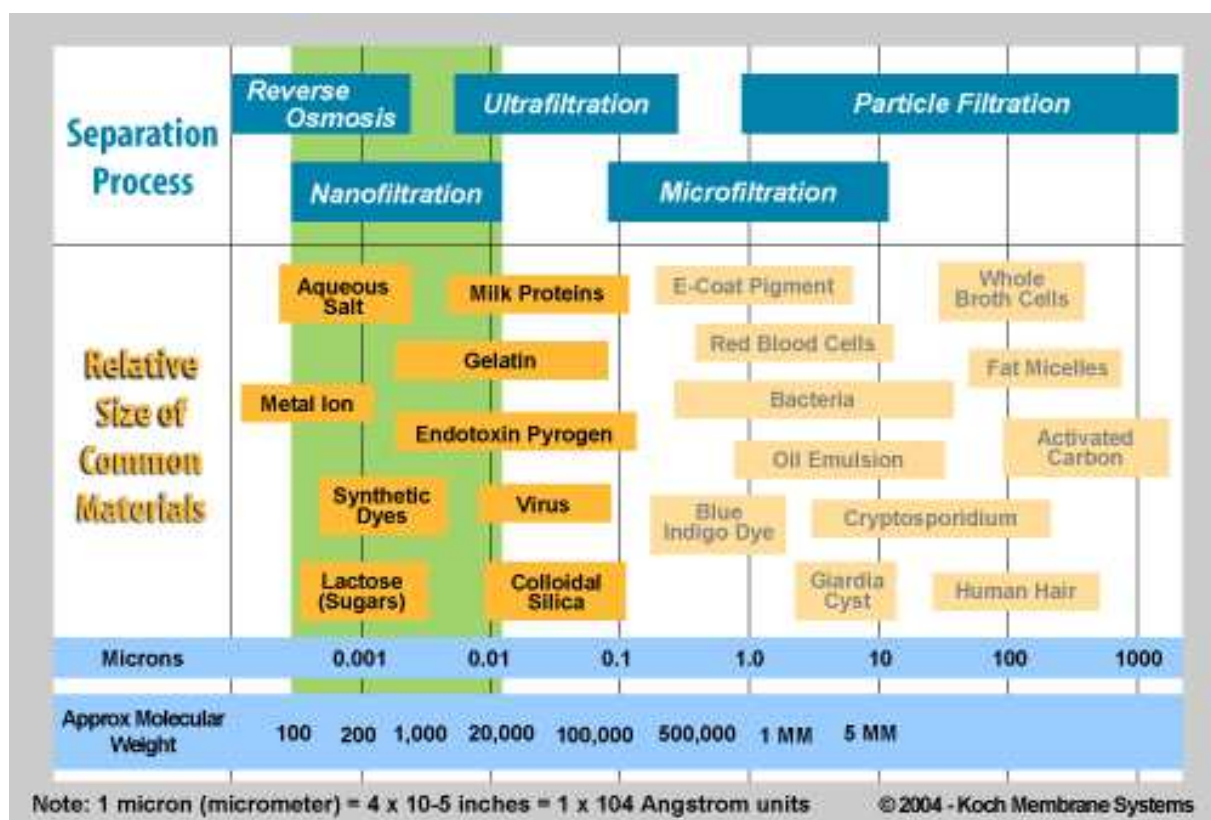 Separation
Process
Reverse
Osmosis
Ultrafiltration
Particle Filtration
Nanofiltration
Microfiltration
Relative
Size of
Common
Materials
Aqueous
Salt
Milk Proteins
E-Coat Pigment
Whole
Broth Cells
Gelatin
Red Blood Cells
Fat Micelles
Metal Ion
Bacteria
Endotoxin Pyrogen
Oil Emulsion
Activated
Carbon
Synthetic
Dyes
Virus
Blue
Indigo Dye
Cryptosporidium
Lactose
(Sugars)
Colloidal
Silica
Giardia
Cyst
Human Hair
Microns 0.001 0.01 0.1 1.0 10 100 1000
Approx Molecular
Weight
100 200 1,000 20,000 100,000 500,000 1 MM 5 MM
Note: 1 micron (micrometer) = 4 x 10-5 inches = 1 x 104 Angstrom units © 2004 - Koch Membrane Systems